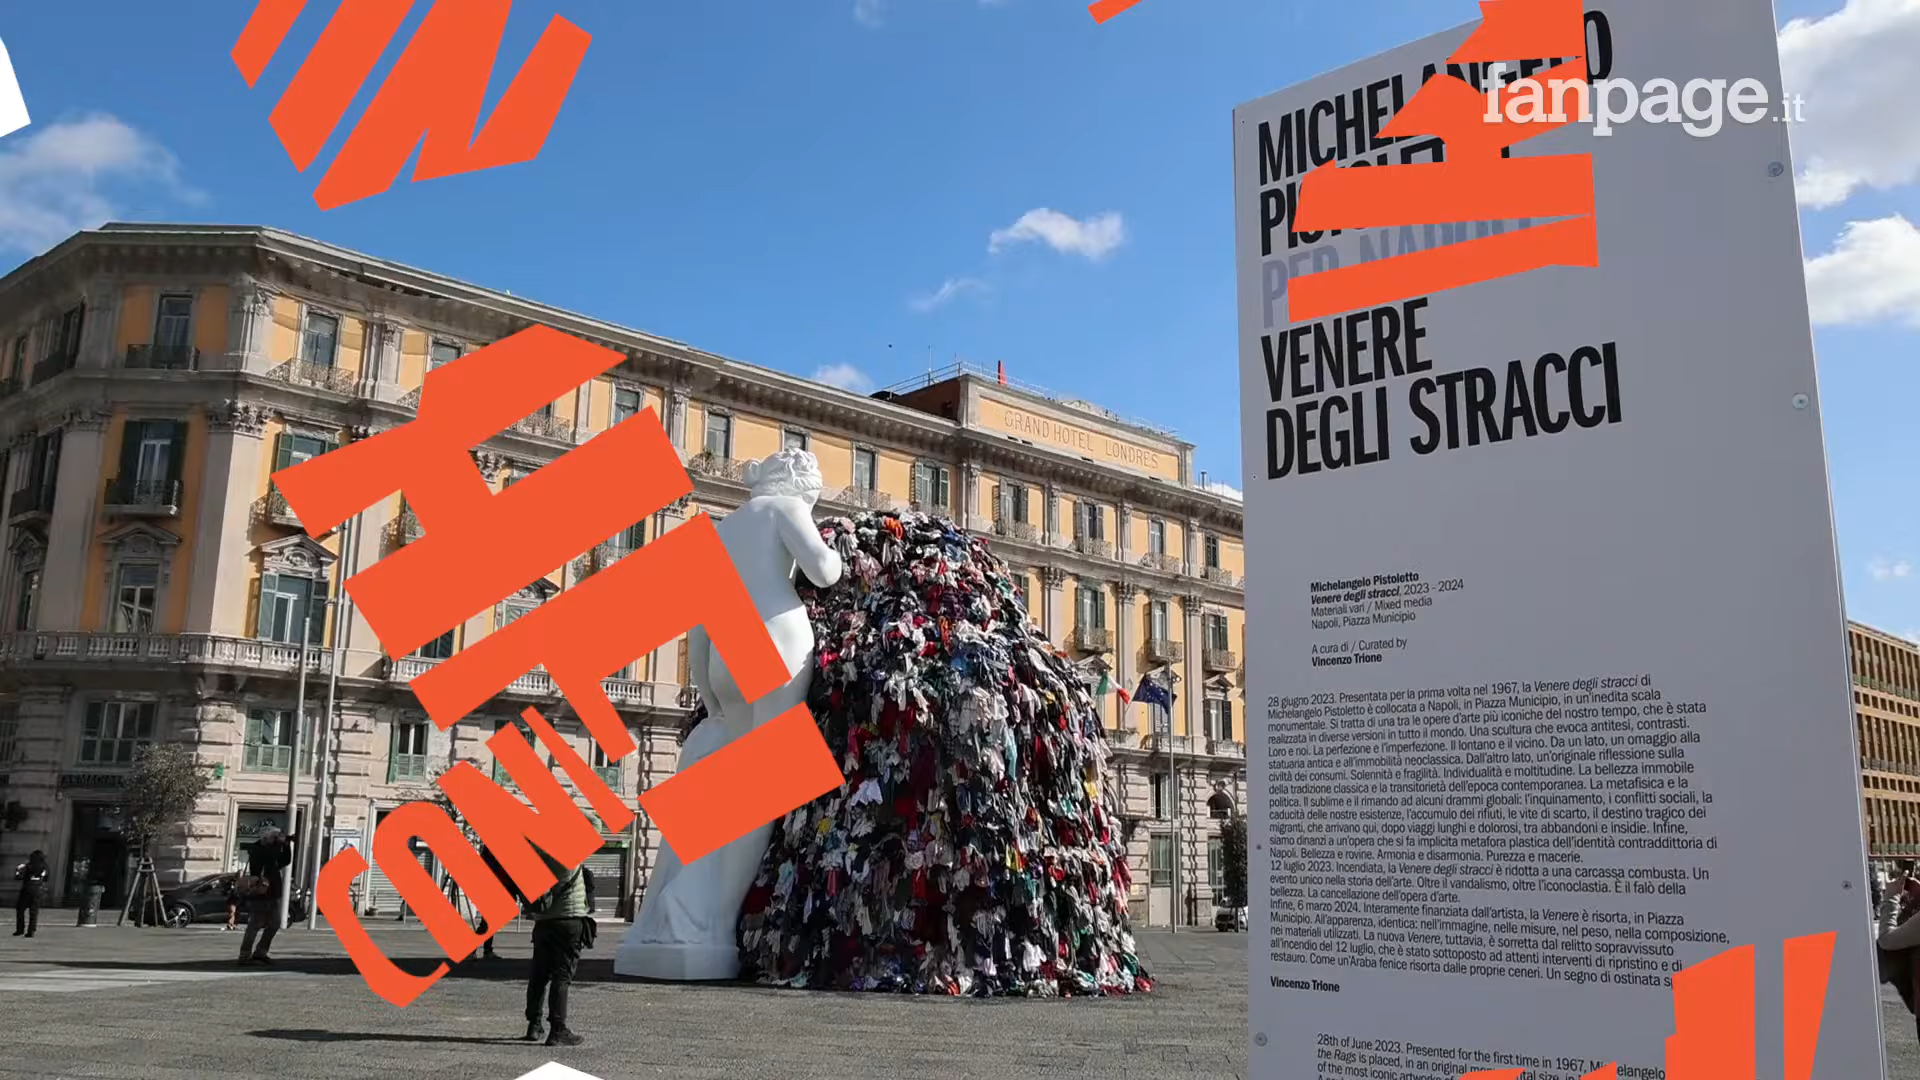 fanpage.it
MICHELANGELO
PER NAPOLI
VENERE
DEGLI STRACCI
GRAND HOTEL LONDRES
Michelangelo Pistoletto
Venere degli stracci, 2023 - 2024
Materiali vari / Mixed media
Napoli, Piazza Municipio
A cura di / Curated by
Vincenzo Trione
28 giugno 2023. Presentata per la prima volta nel 1967, la Venere degli stracci di
Michelangelo Pistoletto è collocata a Napoli, in Piazza Municipio, in un'inedita scala
monumentale. Si tratta di una tra le opere d'arte più iconiche del nostro tempo, che è stata
realizzata in diverse versioni in tutto il mondo. Una scultura che evoca antitesi, contrasti.
Loro e noi. La perfezione e l'imperfezione. Il lontano e il vicino. Da un lato, un omaggio alla
statuaria antica e all'immobilità neoclassica. Dall'altro lato, un'originale riflessione sulla
civiltà dei consumi. Solennità e fragilità. Individualità e moltitudine. La bellezza immobile
della tradizione classica e la transitorietà dell'epoca contemporanea. La metafisica e la
politica. Il sublime e il rimando ad alcuni drammi globali: l'inquinamento, i conflitti sociali, la
caducità delle nostre esistenze, l'accumulo dei rifiuti, le vite di scarto, il destino tragico dei
migranti, che arrivano qui, dopo viaggi lunghi e dolorosi, tra abbandoni e insidie. Infine,
siamo dinanzi a un'opera che si fa implicita metafora plastica dell'identità contraddittoria di
Napoli. Bellezza e rovine. Armonia e disarmonia. Purezza e macerie.
12 luglio 2023. Incendiata, la Venere degli stracci è ridotta a una carcassa combusta. Un
evento unico nella storia dell'arte. Oltre il vandalismo, oltre l'iconoclastia. È il falò della
bellezza. La cancellazione dell'opera d'arte.
Infine, 6 marzo 2024. Interamente finanziata dall'artista, la Venere è risorta, in Piazza
Municipio. All'apparenza, identica: nell'immagine, nelle misure, nel peso, nella composizione,
nei materiali utilizzati. La nuova Venere, tuttavia, è sorretta dal relitto sopravvissuto
all'incendio del 12 luglio, che è stato sottoposto ad attenti interventi di ripristino e di
restauro. Come un'Araba fenice risorta dalle proprie ceneri. Un segno di ostinata
Vincenzo Trione
28th of June 2023. Presented for the first time in 1967,
the Rags is placed, in an original
of the most iconic artworks